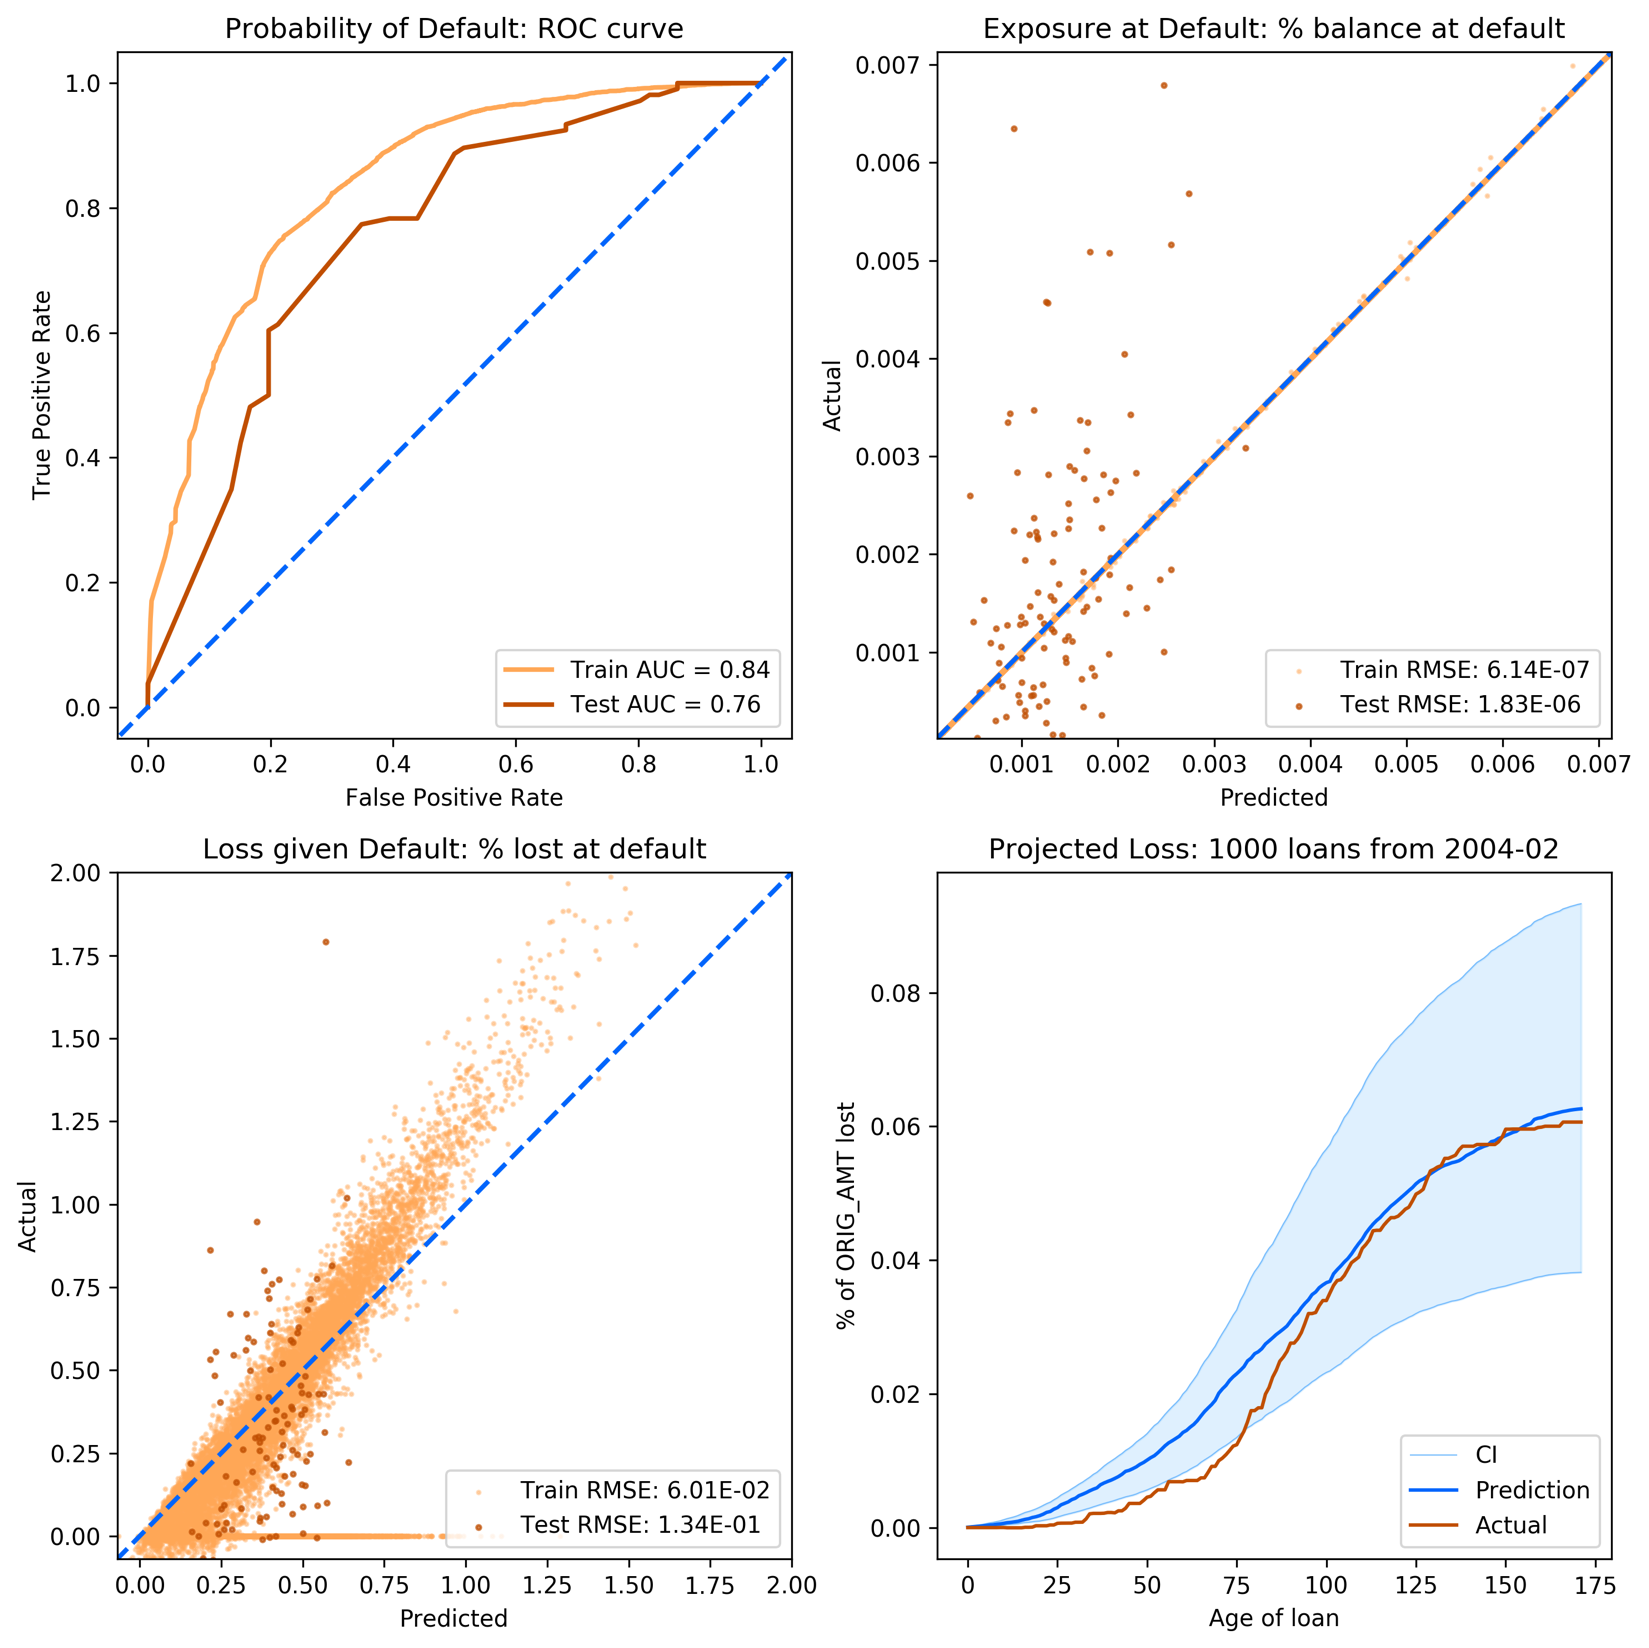 Probability of Default: ROC curve
True Positive Rate
1.0
0.8
0.6
0.4
0.2
0.0
Train AUC = 0.84
Test AUC = 0.76
0.0 0.2 0.4 0.6 0.8 1.0
False Positive Rate
Exposure at Default: % balance at default
Actual
0.007
0.006
0.005
0.004
0.003
0.002
0.001
Train RMSE: 6.14E-07
Test RMSE: 1.83E-06
0.001 0.002 0.003 0.004 0.005 0.006 0.007
Predicted
Loss given Default: % lost at default
Actual
2.00
1.75
1.50
1.25
1.00
0.75
0.50
0.25
0.00
Train RMSE: 6.01E-02
Test RMSE: 1.34E-01
0.00 0.25 0.50 0.75 1.00 1.25 1.50 1.75 2.00
Predicted
Projected Loss: 1000 loans from 2004-02
% of ORIG_AMT lost
0.08
0.06
0.04
0.02
0.00
CI
Prediction
Actual
0 25 50 75 100 125 150 175
Age of loan